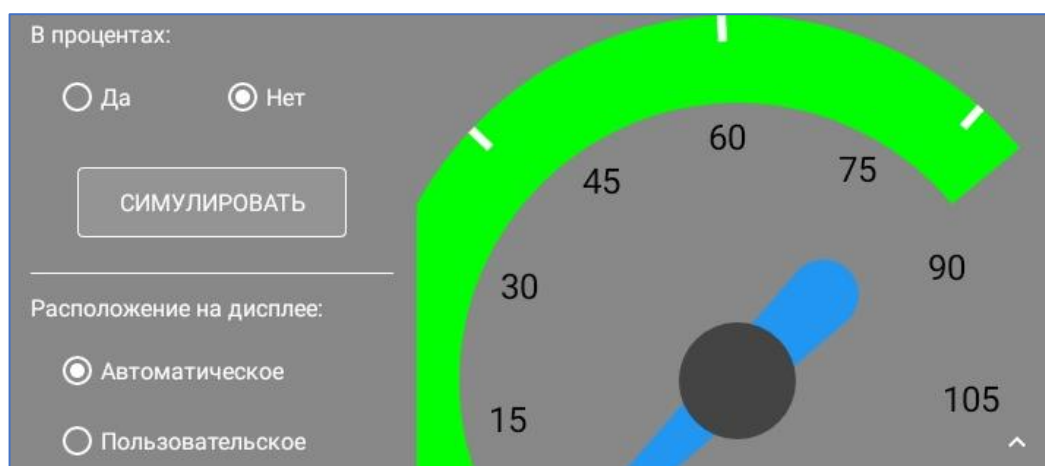 В процентах:
Да
Нет
СИМУЛИРОВАТЬ
Расположение на дисплее:
Автоматическое
Пользовательское
15
30
45
60
75
90
105